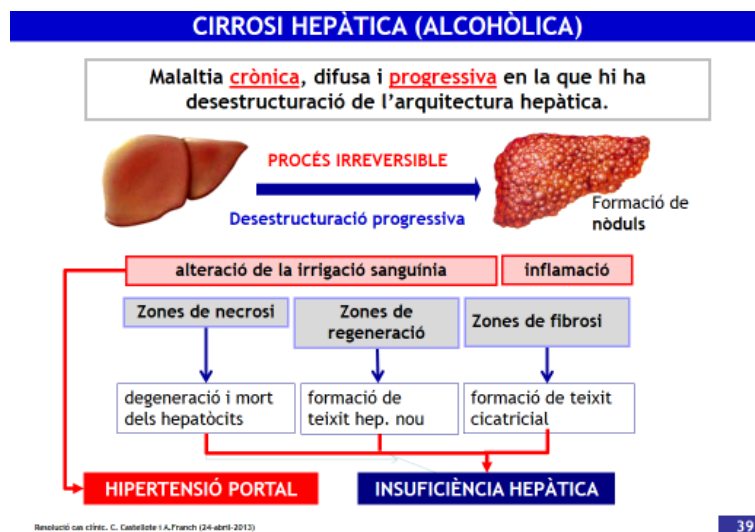 CIRROSI HEPÀTICA (ALCOHÒLICA)
Malaltia crònica, difusa i progressiva en la que hi ha
desestructuració de l'arquitectura hepàtica.
PROCÉS IRREVERSIBLE
Desestructuració progressiva
Formació de
nòduls
alteració de la irrigació sanguínia
inflamació
Zones de necrosi
Zones de
regeneració
Zones de fibrosi
degeneració i mort
dels hepatòcits
formació de
teixit hep. nou
formació de teixit
cicatricial
HIPERTENSIÓ PORTAL
INSUFICIÈNCIA HEPÀTICA
Resolució cas clínic. C. Castellote i A.Franch (24-abril-2013)
39